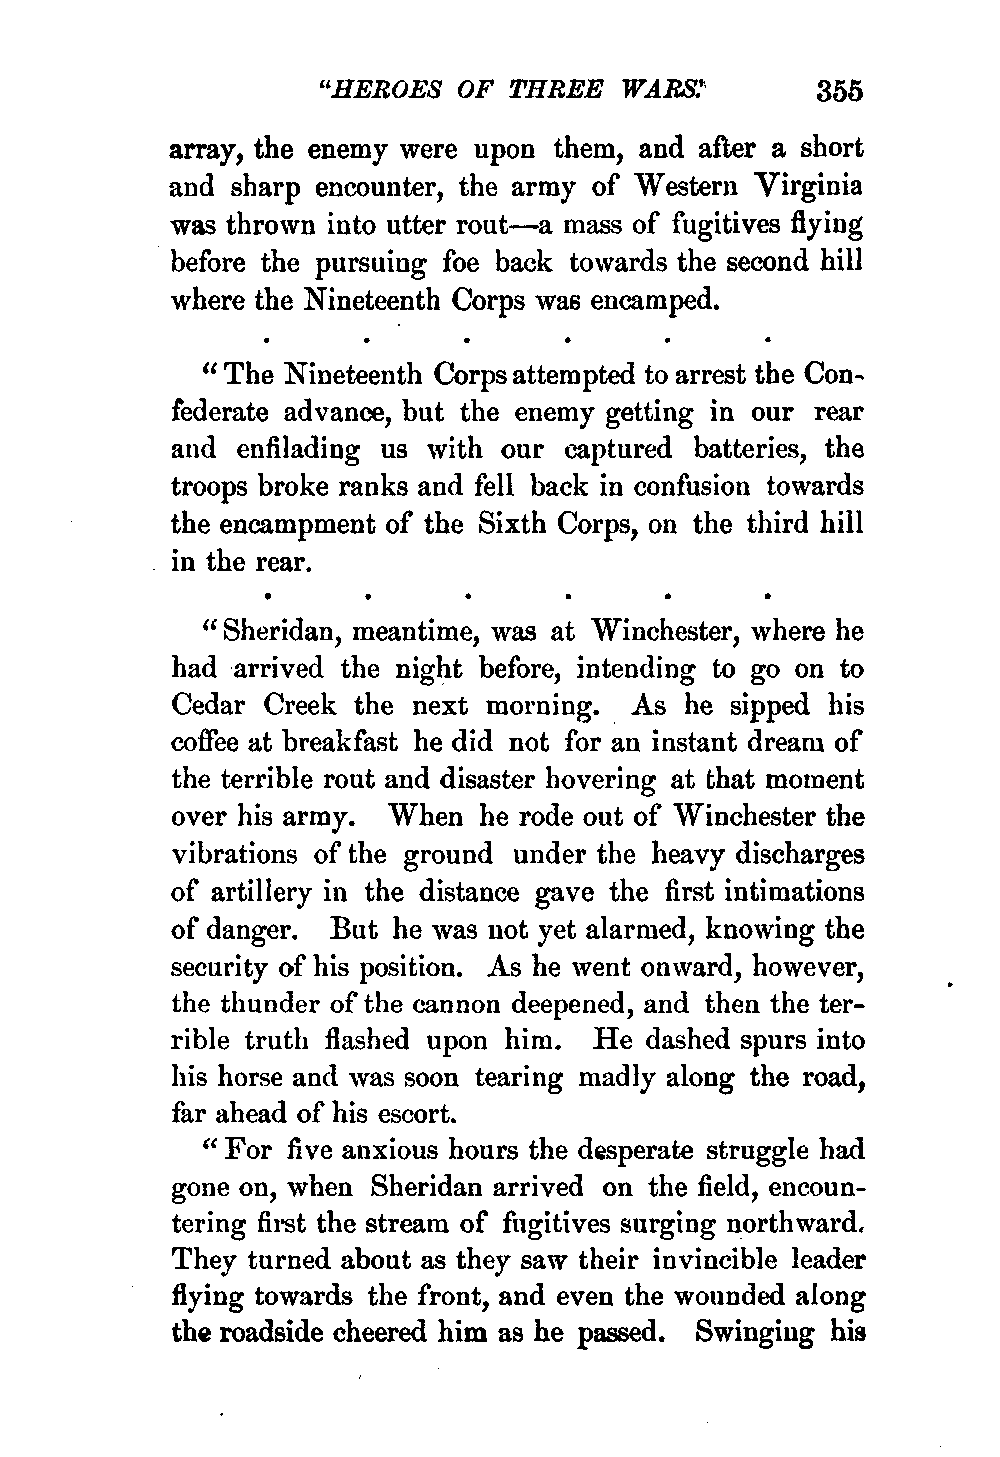 "HEROES OF THREE WARS." 355
array, the enemy were upon them, and after a short
and sharp encounter, the army of Western Virginia
was thrown into utter rout—a mass of fugitives flying
before the pursuing foe back towards the second hill
where the Nineteenth Corps was encamped.
. . . . . .
"The Nineteenth Corps attempted to arrest the Con-
federate advance, but the enemy getting in our rear
and enfilading us with our captured batteries, the
troops broke ranks and fell back in confusion towards
the encampment of the Sixth Corps, on the third hill
in the rear.
. . . . . .
"Sheridan, meantime, was at Winchester, where he
had arrived the night before, intending to go on to
Cedar Creek the next morning. As he sipped his
coffee at breakfast he did not for an instant dream of
the terrible rout and disaster hovering at that moment
over his army. When he rode out of Winchester the
vibrations of the ground under the heavy discharges
of artillery in the distance gave the first intimations
of danger. But he was not yet alarmed, knowing the
security of his position. As he went onward, however,
the thunder of the cannon deepened, and then the ter-
rible truth flashed upon him. He dashed spurs into
his horse and was soon tearing madly along the road,
far ahead of his escort.
"For five anxious hours the desperate struggle had
gone on, when Sheridan arrived on the field, encoun-
tering first the stream of fugitives surging northward.
They turned about as they saw their invincible leader
flying towards the front, and even the wounded along
the roadside cheered him as he passed. Swinging his